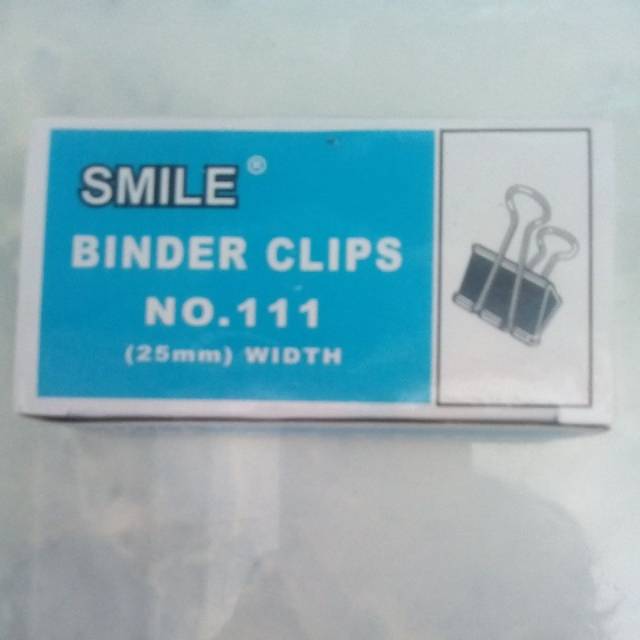 SMILE®
BINDER CLIPS
NO.111
(25mm) WIDTH